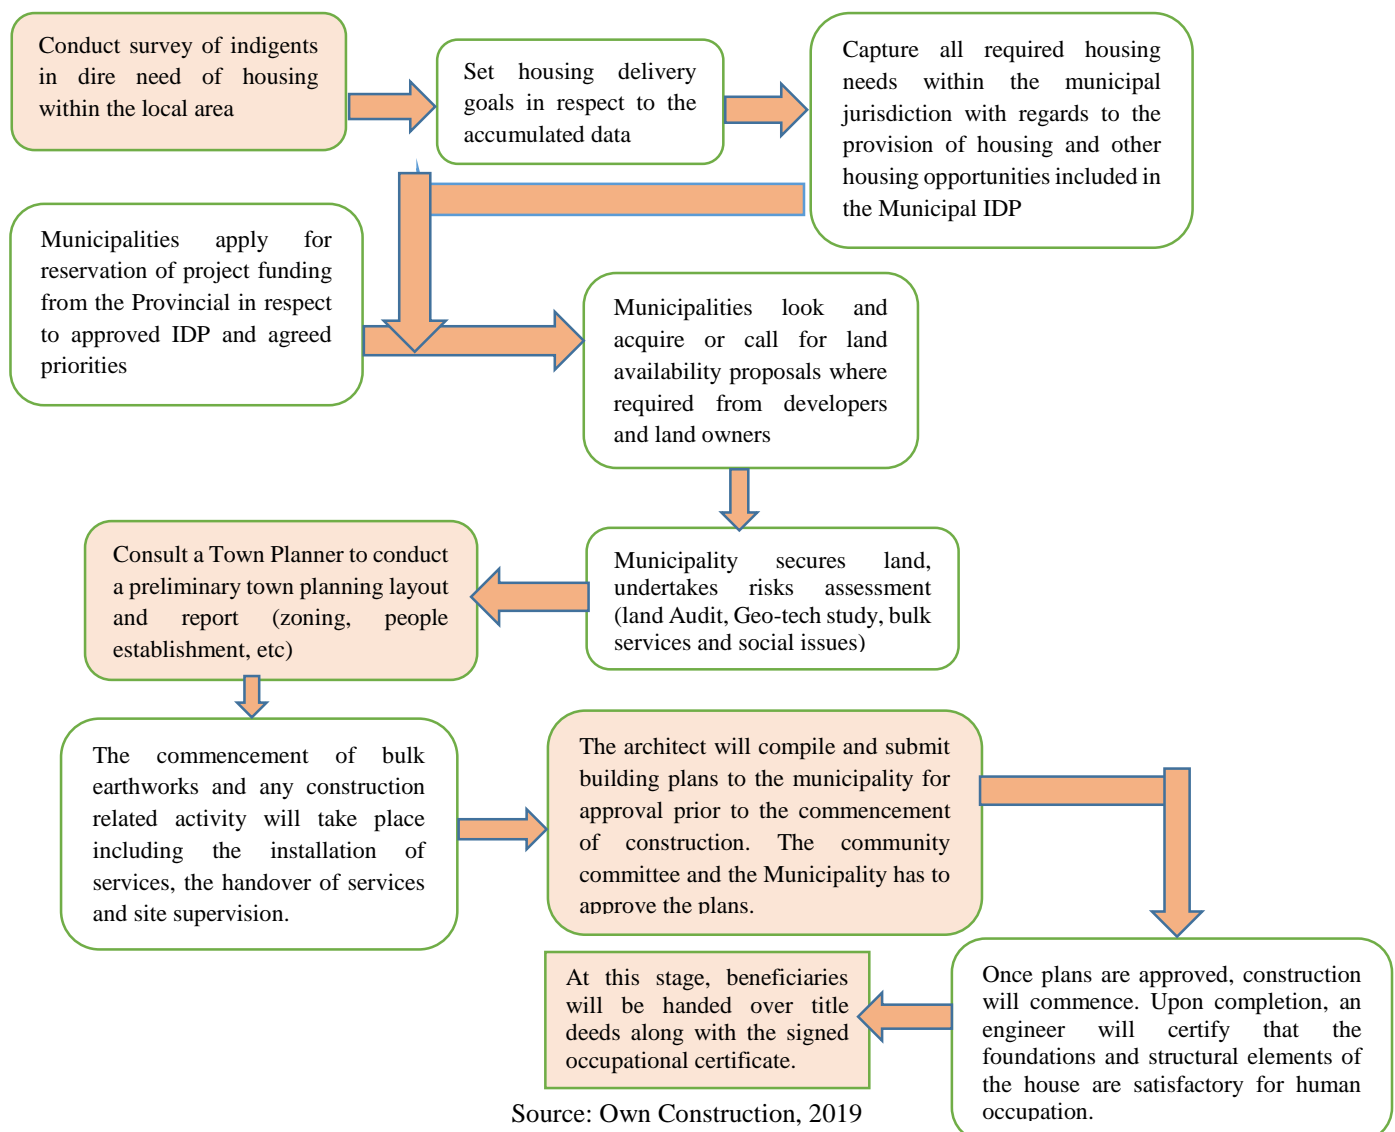 Conduct survey of indigents
in dire need of housing
within the local area
Set housing delivery
goals in respect to the
accumulated data
Capture all required housing
needs within the municipal
jurisdiction with regards to the
provision of housing and other
housing opportunities included in
the Municipal IDP
Municipalities apply for
reservation of project funding
from the Provincial in respect
to approved IDP and agreed
priorities
Municipalities look and
acquire or call for land
availability proposals where
required from developers
and land owners
Municipality secures land,
undertakes risks assessment
(land Audit, Geo-tech study, bulk
services and social issues)
Consult a Town Planner to conduct
a preliminary town planning layout
and report (zoning, people
establishment, etc)
The commencement of bulk
earthworks and any construction
related activity will take place
including the installation of
services, the handover of services
and site supervision.
The architect will compile and submit
building plans to the municipality for
approval prior to the commencement
of construction. The community
committee and the Municipality has to
approve the plans.
Once plans are approved, construction
will commence. Upon completion, an
engineer will certify that the
foundations and structural elements of
the house are satisfactory for human
occupation.
At this stage, beneficiaries
will be handed over title
deeds along with the signed
occupational certificate.
Source: Own Construction, 2019